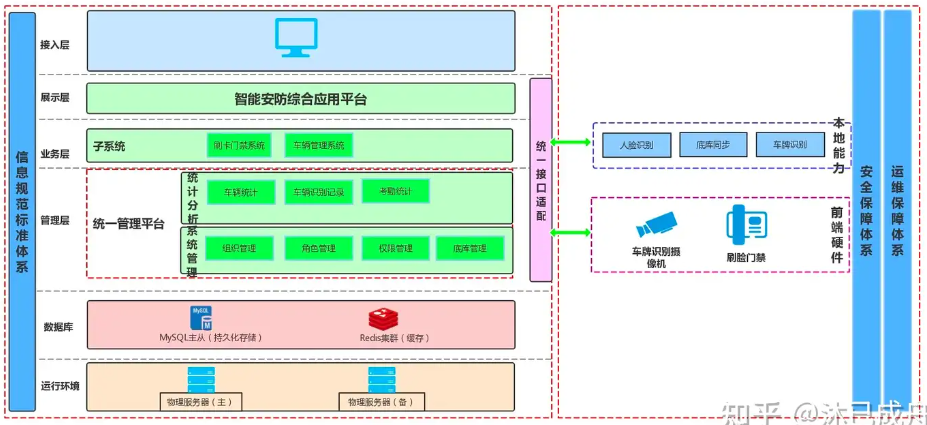 信息规范标准体系
接入层
展示层
智能安防综合应用平台
业务层
子系统
刷卡门禁系统
车辆管理系统
管理层
统一管理平台
统计分析
车辆统计
车辆识别记录
考勤统计
系统管理
组织管理
角色管理
权限管理
底库管理
数据库
MySQL
MySQL主从（持久化存储）
Redis集群（缓存）
运行环境
物理服务器（主）
物理服务器（备）
统一接口适配
人脸识别
底库同步
车牌识别
本地能力
车牌识别摄
像机
刷脸门禁
前端硬件
安全保障体系
运维保障体系
知乎 @沐已成舟